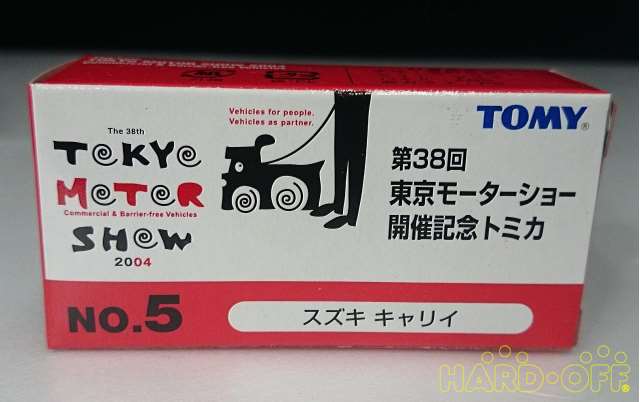 The 38th
TOKYO
MOTOR
Commercial & Barrier-free Vehicles
SHOW
2004
Vehicles for people.
Vehicles as partner.
TOMY
第38回
東京モーターショー
開催記念トミカ
NO.5
スズキ キャリイ
HARD-OFF